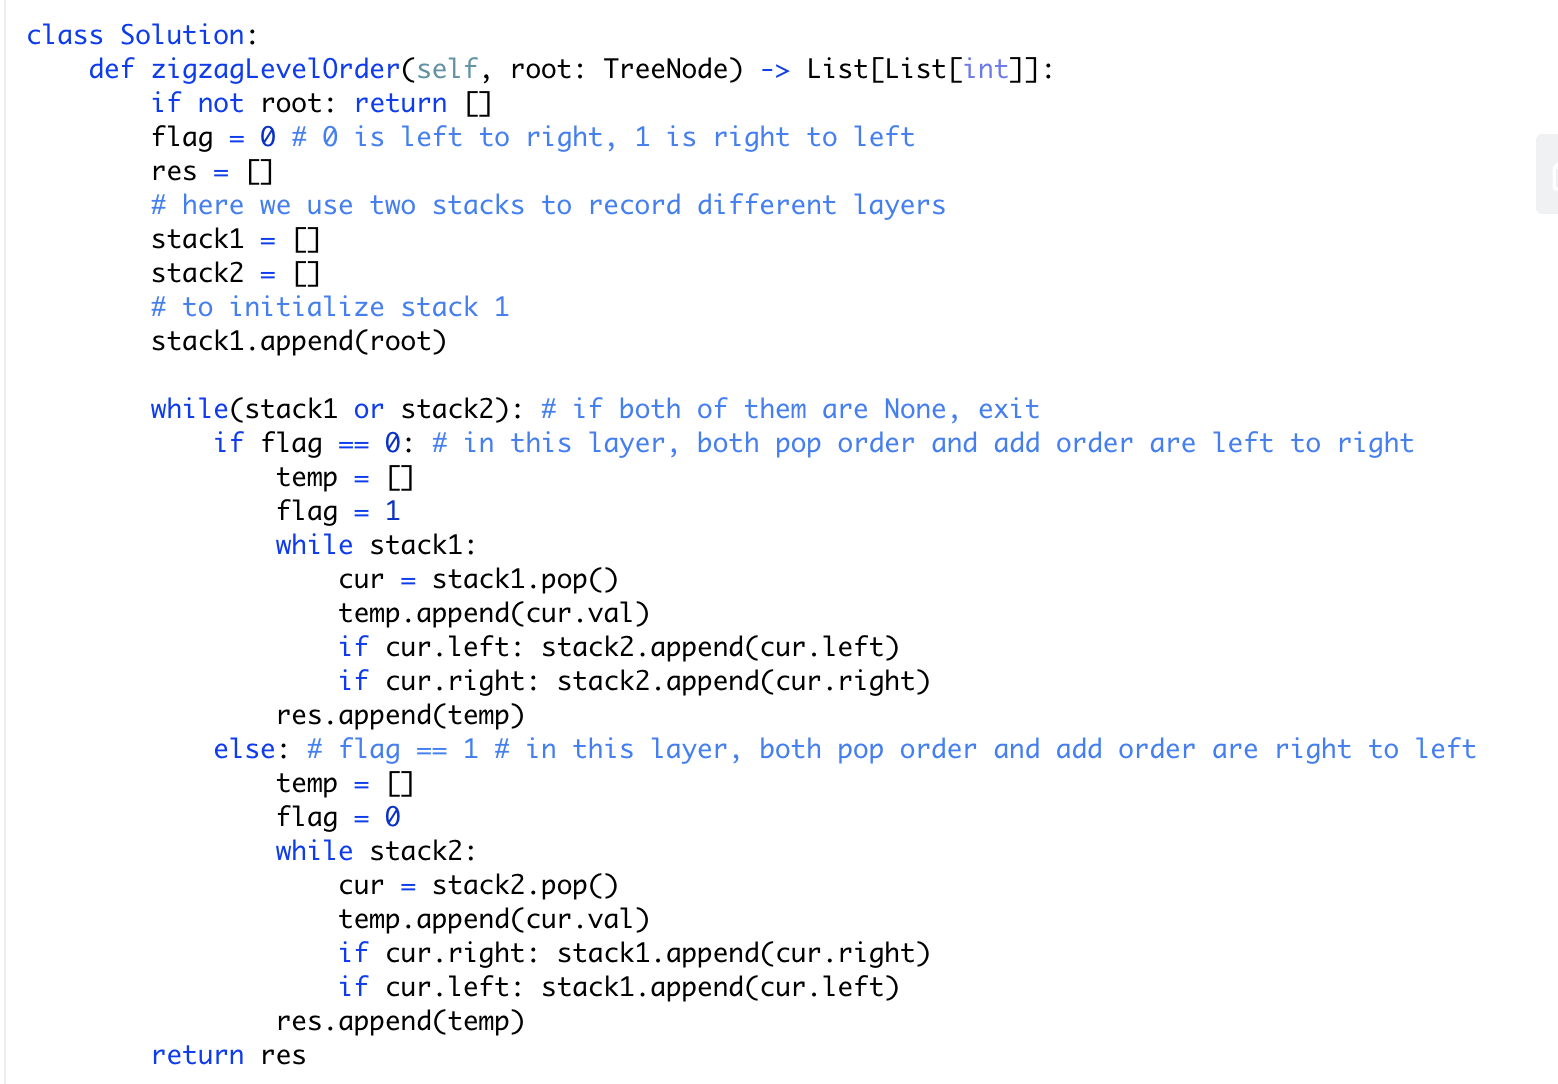 class Solution:
    def zigzagLevelOrder(self, root: TreeNode) -> List[List[int]]:
        if not root: return []
        flag = 0 # 0 is left to right, 1 is right to left
        res = []
        # here we use two stacks to record different layers
        stack1 = []
        stack2 = []
        # to initialize stack 1
        stack1.append(root)

        while(stack1 or stack2): # if both of them are None, exit
            if flag == 0: # in this layer, both pop order and add order are left to right
                temp = []
                flag = 1
                while stack1:
                    cur = stack1.pop()
                    temp.append(cur.val)
                    if cur.left: stack2.append(cur.left)
                    if cur.right: stack2.append(cur.right)
                res.append(temp)
            else: # flag == 1 # in this layer, both pop order and add order are right to left
                temp = []
                flag = 0
                while stack2:
                    cur = stack2.pop()
                    temp.append(cur.val)
                    if cur.right: stack1.append(cur.right)
                    if cur.left: stack1.append(cur.left)
                res.append(temp)
        return res